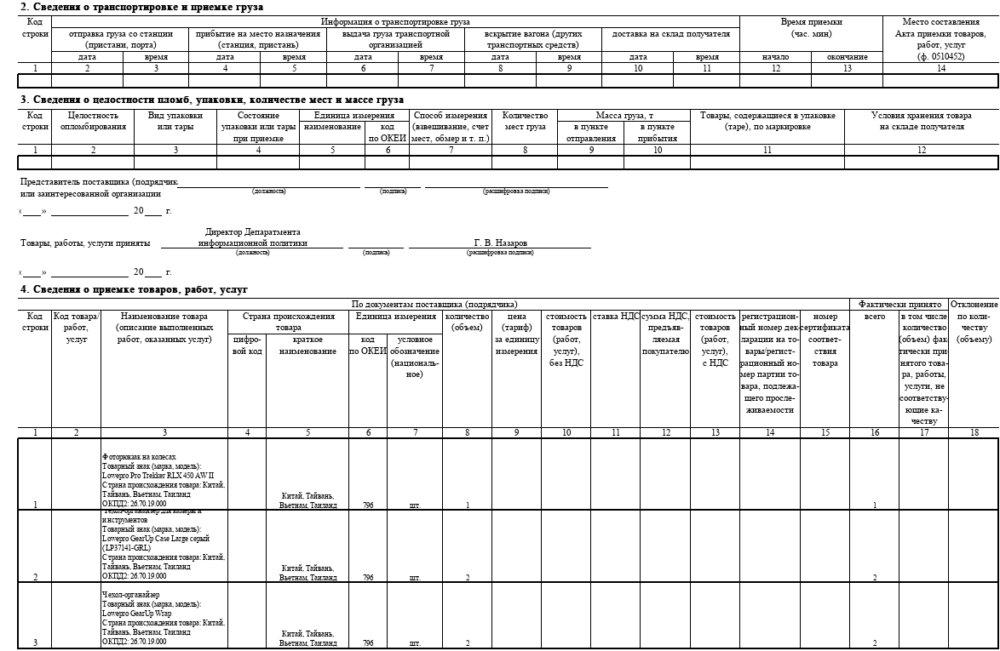 2. Сведения о транспортировке и приемке груза
Код строки
Информация о транспортировке груза
Время приемки (час. мин)
Место составления Акта приемки товаров, работ, услуг (ф. 0510452)
отправка груза со станции (пристани, порта)
прибытие на место назначения (станция, пристань)
выдача груза транспортной организацией
вскрытие вагона (других транспортных средств)
доставка на склад получателя
дата время дата время дата время дата время дата время начало окончание
1 2 3 4 5 6 7 8 9 10 11 12 13 14
3. Сведения о целостности пломб, упаковки, количестве мест и массе груза
Код строки
Целостность опломбирования
Вид упаковки или тары
Состояние упаковки или тары при приемке
Единица измерения
наименование
код по ОКЕИ
Способ измерения (взвешивание, счет мест, обмер и т. п.)
Количество мест груза
Масса груза, т
в пункте отправления
в пункте прибытия
Товары, содержащиеся в упаковке (таре), по маркировке
Условия хранения товара на складе получателя
1 2 3 4 5 6 7 8 9 10 11 12
Представитель поставщика (подрядчик
или заинтересованной организации
(должность) (подпись) (расшифровка подписи)
« ___ » ____________ 20___ г.
Директор Департамента
Товары, работы, услуги приняты информационной политики Г. В. Назаров
(должность) (подпись) (расшифровка подписи)
« ___ » ____________ 20___ г.
4. Сведения о приемке товаров, работ, услуг
По документам поставщика (подрядчика)
Фактически принято
Отклонение по коли-
честву
(объему)
Код строки
Код товара/ работ, услуг
Наименование товара (описание выполненных работ, оказанных услуг)
Страна происхождения товара
цифро-
вой код
краткое наименование
Единица измерения
код по ОКЕИ
условное обозначение (националь-
ное)
количество (объем)
цена (тариф) за единицу измерения
стоимость товаров (работ, услуг), без НДС
ставка НДС
сумма НДС, предъяв-
ляемая покупателю
стоимость товаров (работ, услуг), с НДС
регистрацион-
ный номер дек-
ларации на то-
вары/регист-
рационный но-
мер партии то-
вара, подлежа-
щего просле-
живаемости
номер сертификата соответ-
ствия товара
всего
в том числе количество (объем) фак-
тически при-
нятого това-
ра, работы, услуги, не соответству-
ющие ка-
честву
1 2 3 4 5 6 7 8 9 10 11 12 13 14 15 16 17 18
Фоторюкзак на колесах
Товарный знак (марка, модель):
Lowepro Pro Trekker RLX 450 AW II
Страна происхождения товара: Китай,
Тайвань, Вьетнам, Таиланд
ОКПД2: 26.70.19.000
1 Китай, Тайвань, Вьетнам, Таиланд 796 шт. 1 1
Чехол-органайзер для камеры и
инструментов
Товарный знак (марка, модель):
Lowepro GearUp Case Large серый
(LP37141-GRL)
Страна происхождения товара: Китай,
Тайвань, Вьетнам, Таиланд
ОКПД2: 26.70.19.000
2 Китай, Тайвань, Вьетнам, Таиланд 796 шт. 2 2
Чехол-органайзер
Товарный знак (марка, модель):
Lowepro GearUp Wrap
Страна происхождения товара: Китай,
Тайвань, Вьетнам, Таиланд
ОКПД2: 26.70.19.000
3 Китай, Тайвань, Вьетнам, Таиланд 796 шт. 2 2